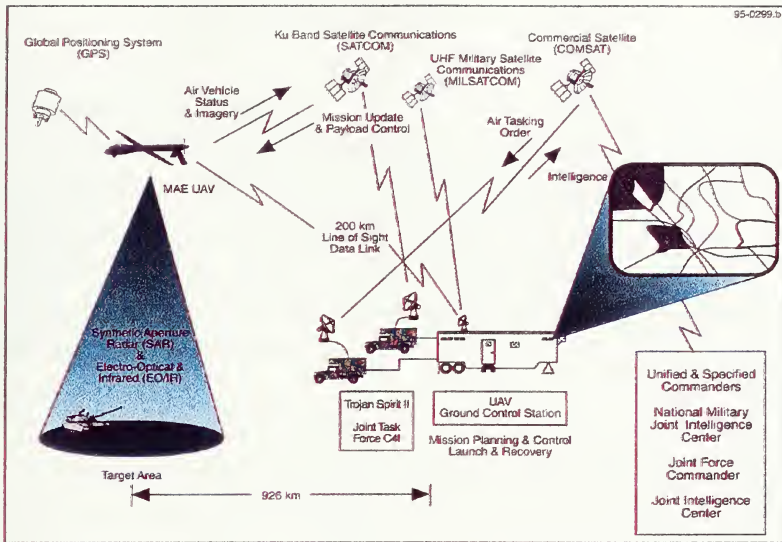 95-0299.b
Global Positioning System
(GPS)
Ku Band Satellite Communications
(SATCOM)
Commercial Satellite
(COMSAT)
UHF Military Satellite
Communications
(MILSATCOM)
Air Vehicle
Status
& Imagery
Mission Update
& Payload Control
Air Tasking
Order
Intelligence
MAE UAV
200 km
Line of Sight
Data Link
Synthetic Aperture
Radar (SAR)
&
Electro-Optical &
Infrared (EO/IR)
Trojan Spirit II
Joint Task
Force C4I
UAV
Ground Control Station
Mission Planning & Control
Launch & Recovery
Unified & Specified
Commanders
National Military
Joint Intelligence
Center
Joint Force
Commander
Joint Intelligence
Center
Target Area
926 km